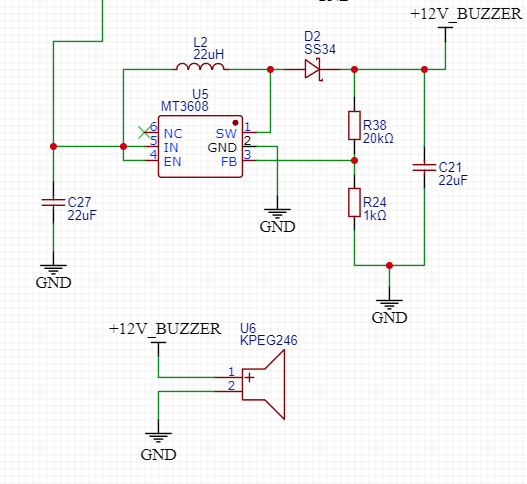 +12V_BUZZER
D2
SS34
L2
22uH
U5
MT3608
6 NC
5 IN
4 EN
SW 1
GND 2
FB 3
R38
20kΩ
C21
22uF
R24
1kΩ
C27
22uF
GND
GND
GND
+12V_BUZZER
U6
KPEG246
1
2
+
GND